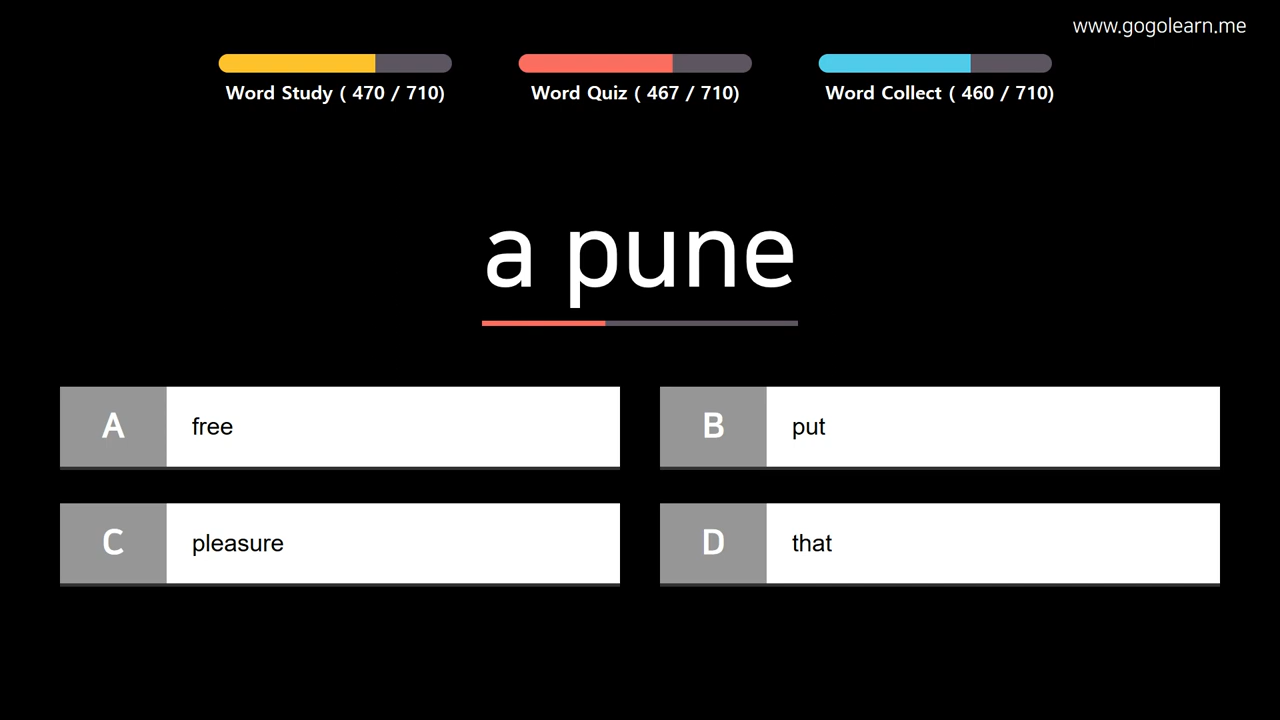 www.gogolearn.me
Word Study ( 470 / 710)
Word Quiz ( 467 / 710)
Word Collect ( 460 / 710)
a pune
A free
B put
C pleasure
D that